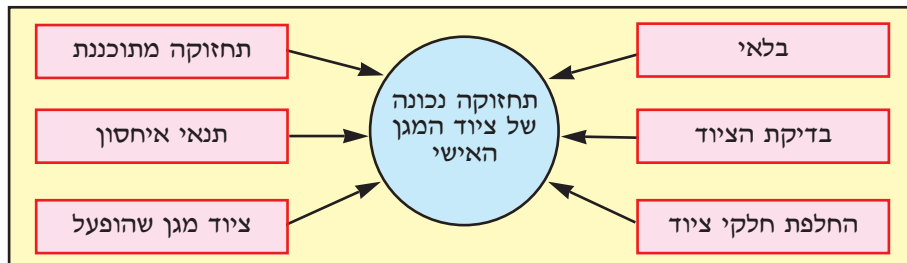 בלאי
תחזוקה מתוכננת
תחזוקה נכונה
של ציוד המגן
האישי
בדיקת הציוד
תנאי איחסון
החלפת חלקי ציוד
ציוד מגן שהופעל